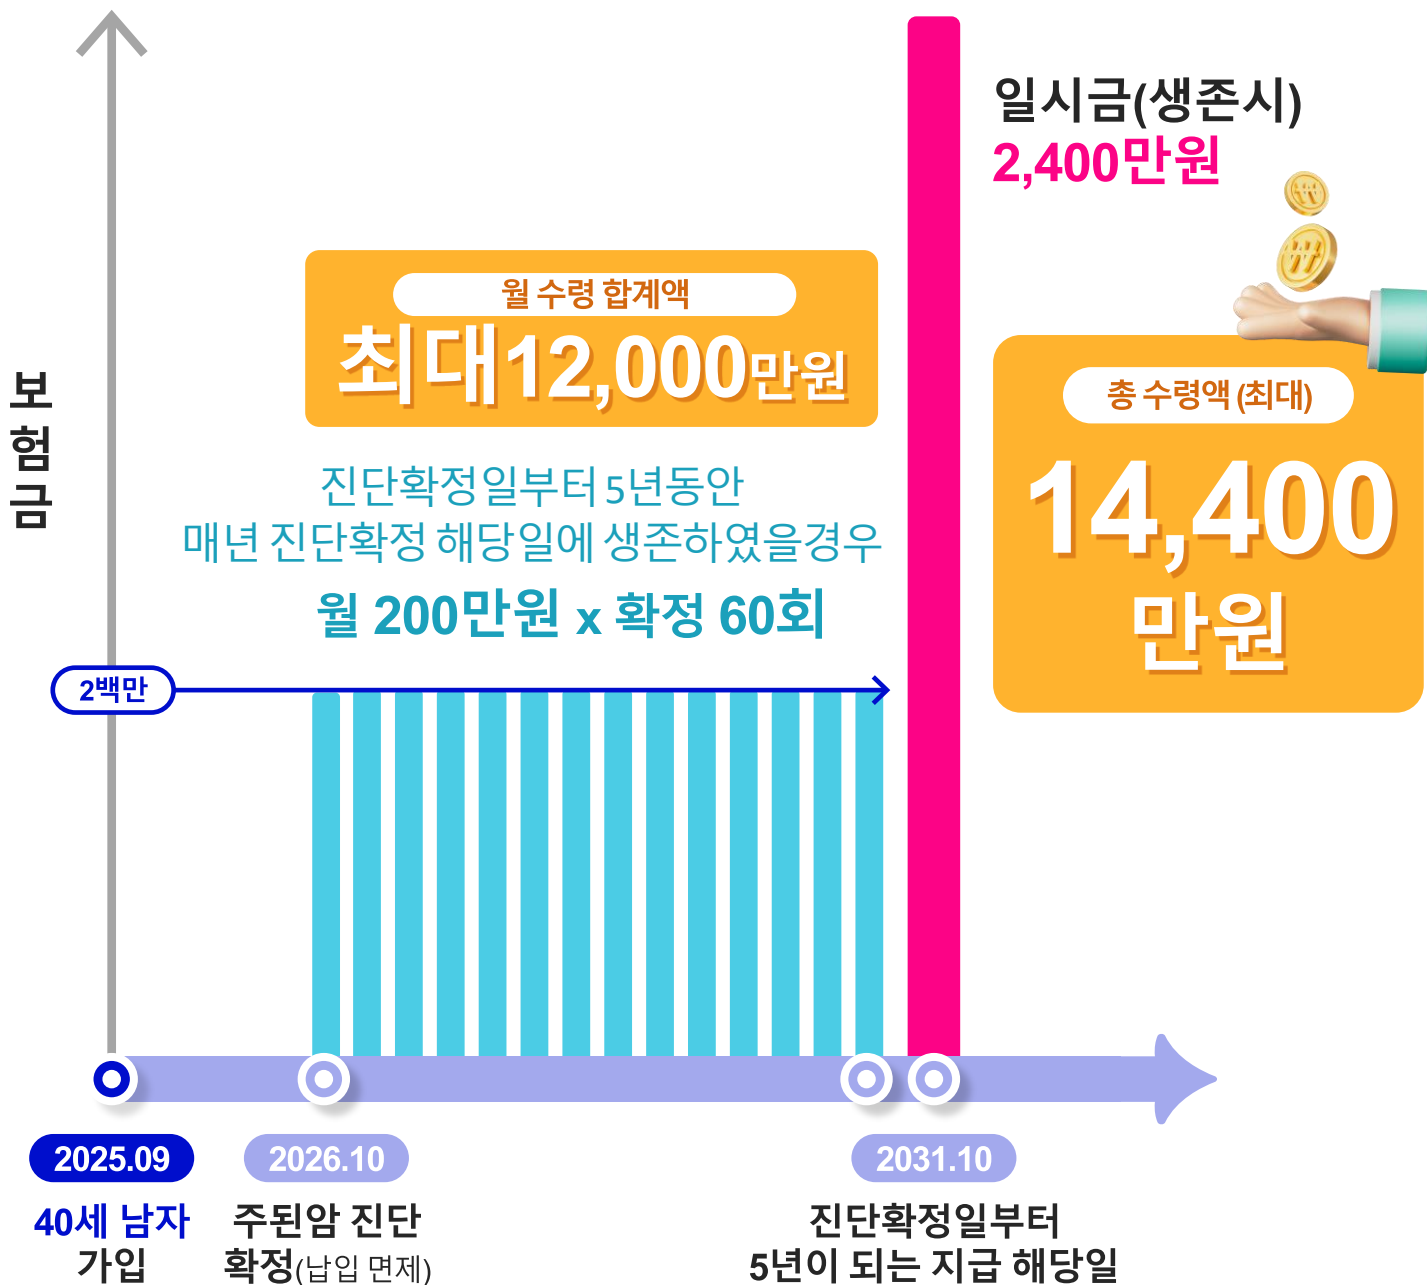 일시금(생존시)
2,400만원
월 수령 합계액
최대12,000만원
진단확정일부터 5년동안
매년 진단확정 해당일에 생존하였을경우
월 200만원 x 확정 60회
총 수령액 (최대)
14,400
만원
보험금
2백만
2025.09
40세 남자
가입
2026.10
주된암 진단
확정(납입 면제)
2031.10
진단확정일부터
5년이 되는 지급 해당일